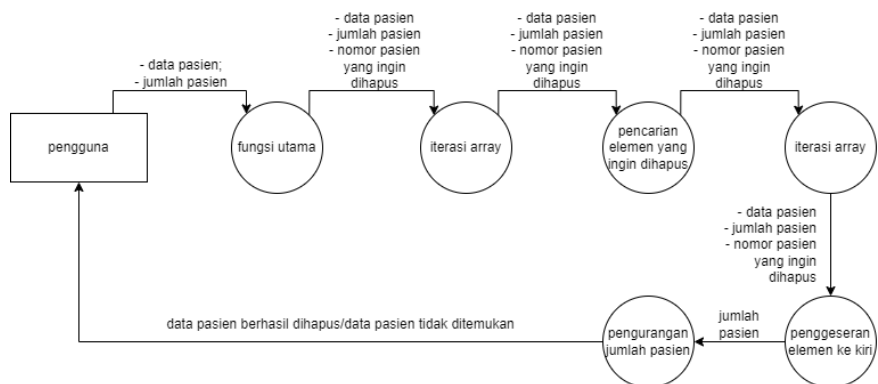 - data pasien;
- jumlah pasien
- data pasien
- jumlah pasien
- nomor pasien
yang ingin
dihapus
- data pasien
- jumlah pasien
- nomor pasien
yang ingin
dihapus
- data pasien
- jumlah pasien
- nomor pasien
yang ingin
dihapus
pengguna
fungsi utama
iterasi array
pencarian
elemen yang
ingin dihapus
iterasi array
- data pasien
- jumlah pasien
- nomor pasien
yang ingin
dihapus
penggeseran
elemen ke kiri
jumlah
pasien
pengurangan
jumlah pasien
data pasien berhasil dihapus/data pasien tidak ditemukan